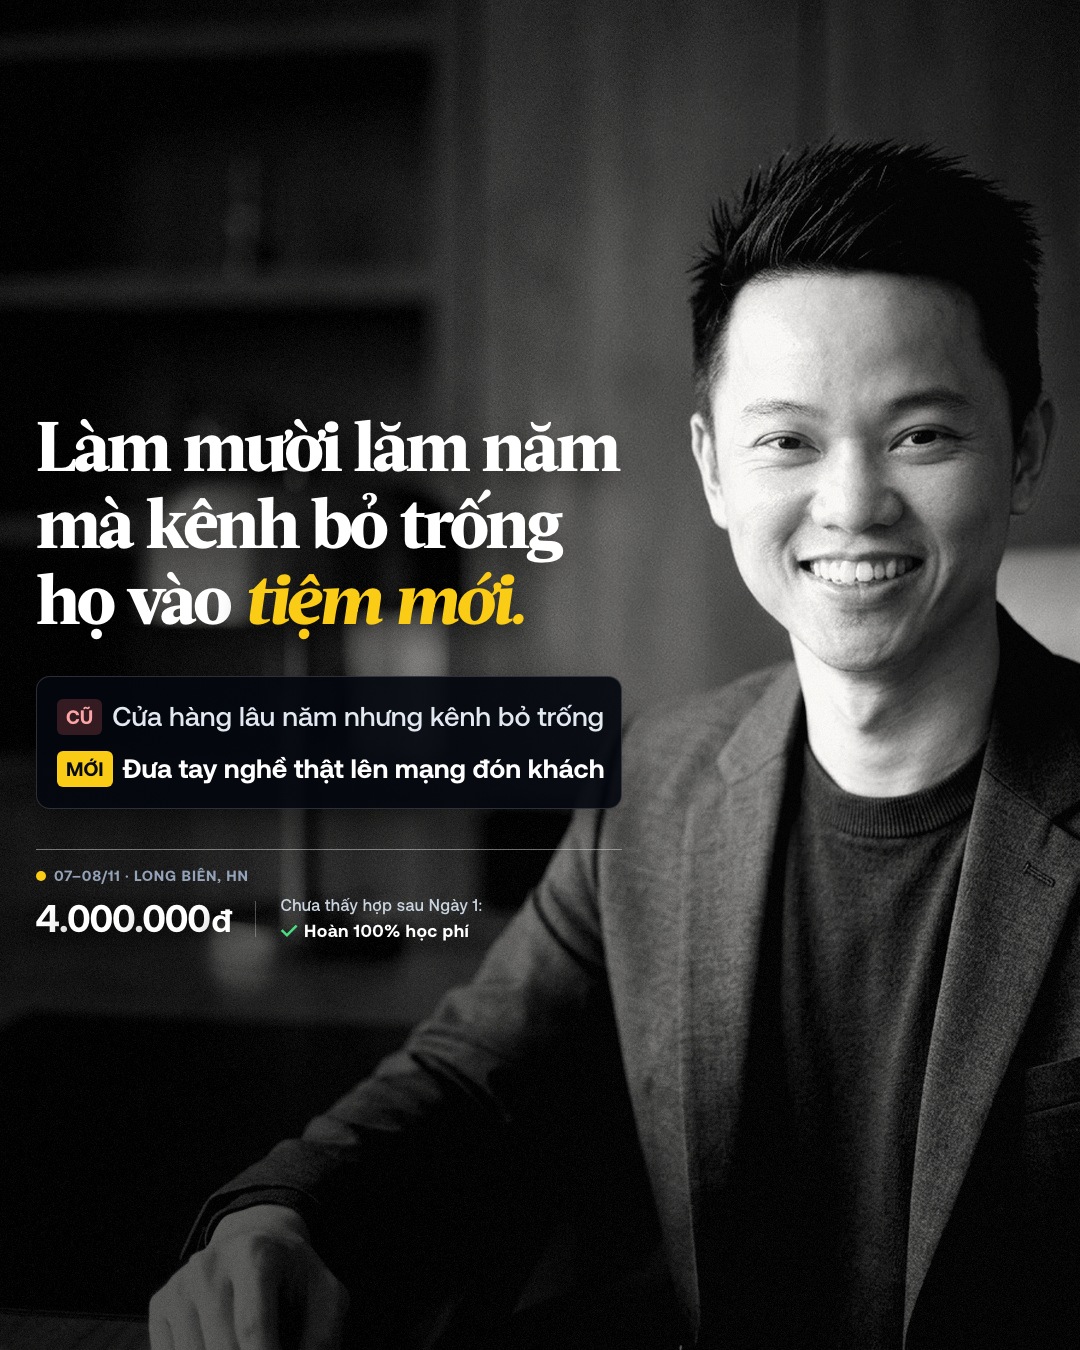 Làm mười lăm năm
mà kênh bỏ trống
họ vào tiệm mới.
CŨ Cửa hàng lâu năm nhưng kênh bỏ trống
MỚI Đưa tay nghề thật lên mạng đón khách
07–08/11 · LONG BIÊN, HN
4.000.000đ
Chưa thấy hợp sau Ngày 1:
Hoàn 100% học phí